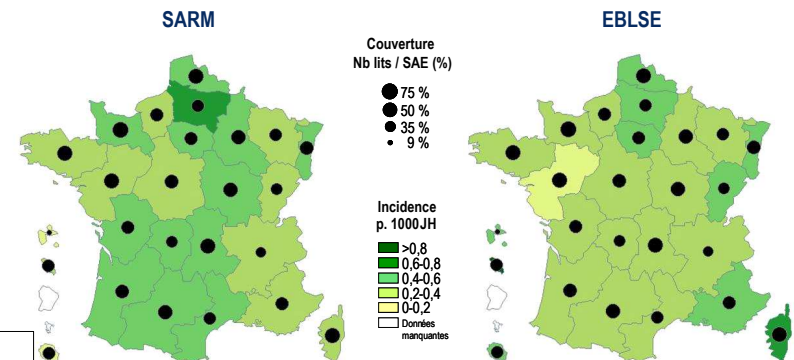 SARM
EBLSE
Couverture
Nb lits / SAE (%)
75 %
50 %
35 %
9 %
Incidence
p. 1000JH
>0,8
0,6-0,8
0,4-0,6
0,2-0,4
0-0,2
Données
manquantes